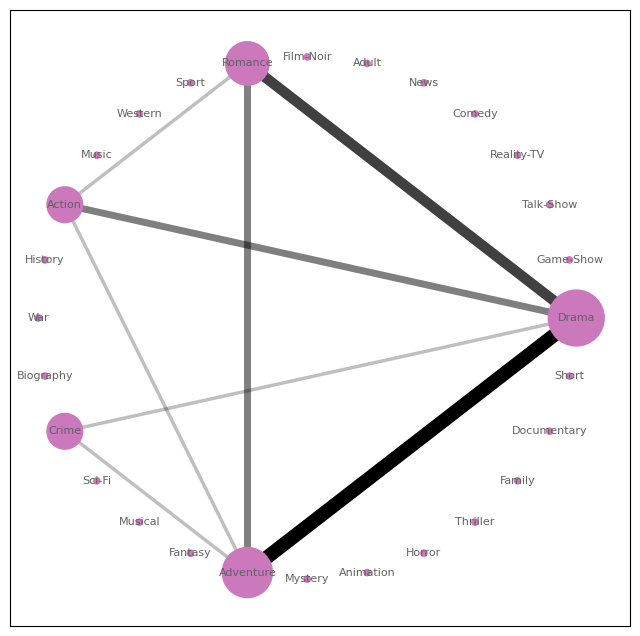 Film-Noir
Romance
Adult
Sport
News
Western
Comedy
Music
Reality-TV
Action
Talk-Show
History
Game-Show
War
Drama
Biography
Short
Crime
Documentary
Sci-Fi
Family
Musical
Thriller
Fantasy
Horror
Adventure
Animation
Mystery